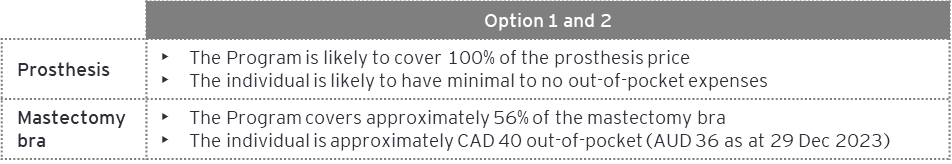 Option 1 and 2
Prosthesis
‣ The Program is likely to cover 100% of the prosthesis price
‣ The individual is likely to have minimal to no out-of-pocket expenses
Mastectomy
bra
‣ The Program covers approximately 56% of the mastectomy bra
‣ The individual is approximately CAD 40 out-of-pocket (AUD 36 as at 29 Dec 2023)